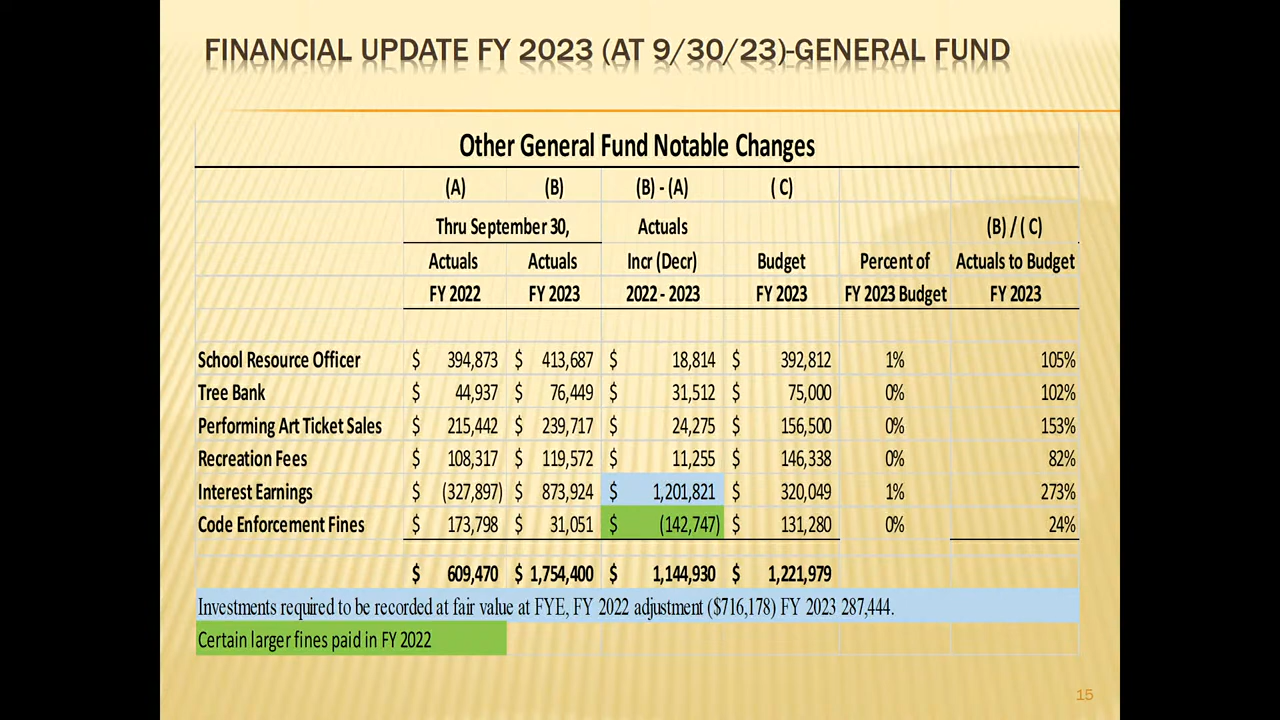 FINANCIAL UPDATE FY 2023 (AT 9/30/23)-GENERAL FUND
Other General Fund Notable Changes
(A) (B) (B) - (A) ( C)
Thru September 30, Actuals (B) / ( C)
Actuals Actuals Incr (Decr) Budget Percent of Actuals to Budget
FY 2022 FY 2023 2022 - 2023 FY 2023 FY 2023 Budget FY 2023
School Resource Officer $ 394,873 $ 413,687 $ 18,814 $ 392,812 1% 105%
Tree Bank $ 44,937 $ 76,449 $ 31,512 $ 75,000 0% 102%
Performing Art Ticket Sales $ 215,442 $ 239,717 $ 24,275 $ 156,500 0% 153%
Recreation Fees $ 108,317 $ 119,572 $ 11,255 $ 146,338 0% 82%
Interest Earnings $ (327,897) $ 873,924 $ 1,201,821 $ 320,049 1% 273%
Code Enforcement Fines $ 173,798 $ 31,051 $ (142,747) $ 131,280 0% 24%
$ 609,470 $ 1,754,400 $ 1,144,930 $ 1,221,979
Investments required to be recorded at fair value at FYE, FY 2022 adjustment ($716,178) FY 2023 287,444.
Certain larger fines paid in FY 2022
15